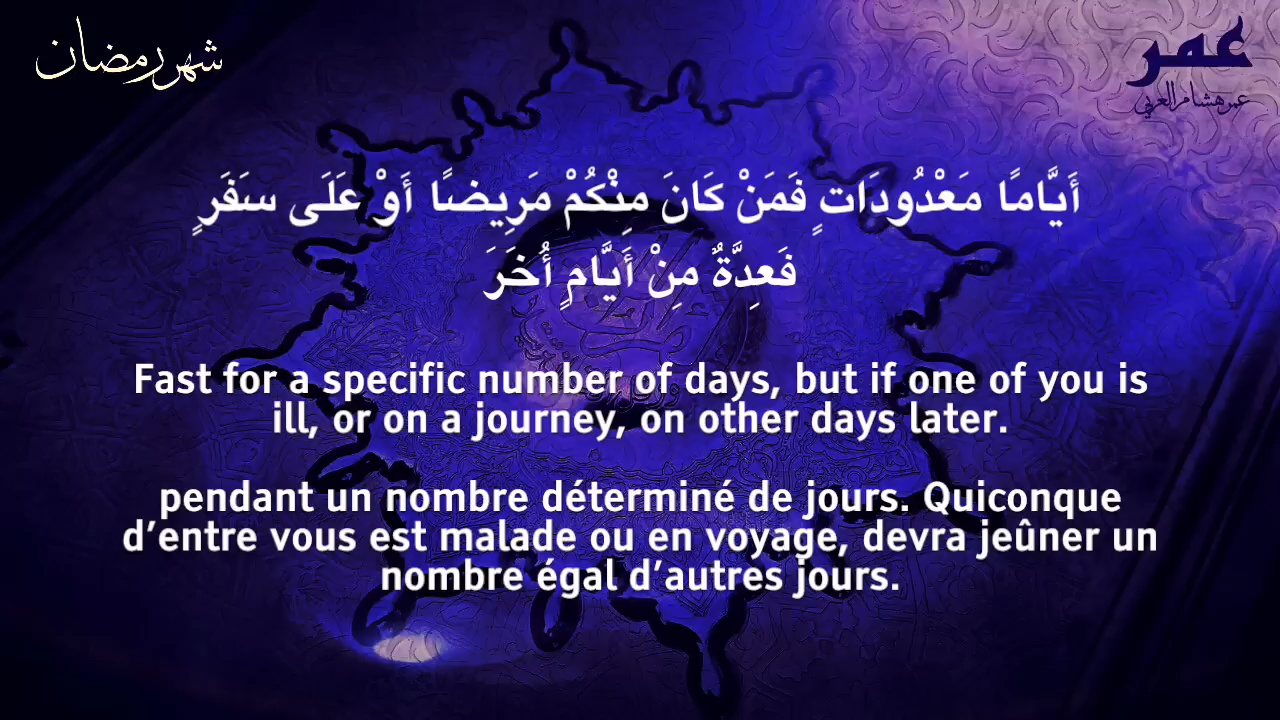 شهر رمضان
عمر
عمر هشام العربي
أَيَّامًا مَعْدُودَاتٍ فَمَنْ كَانَ مِنْكُمْ مَرِيضًا أَوْ عَلَى سَفَرٍ
فَعِدَّةٌ مِنْ أَيَّامٍ أُخَرَ
Fast for a specific number of days, but if one of you is
ill, or on a journey, on other days later.
pendant un nombre déterminé de jours. Quiconque
d’entre vous est malade ou en voyage, devra jeûner un
nombre égal d’autres jours.